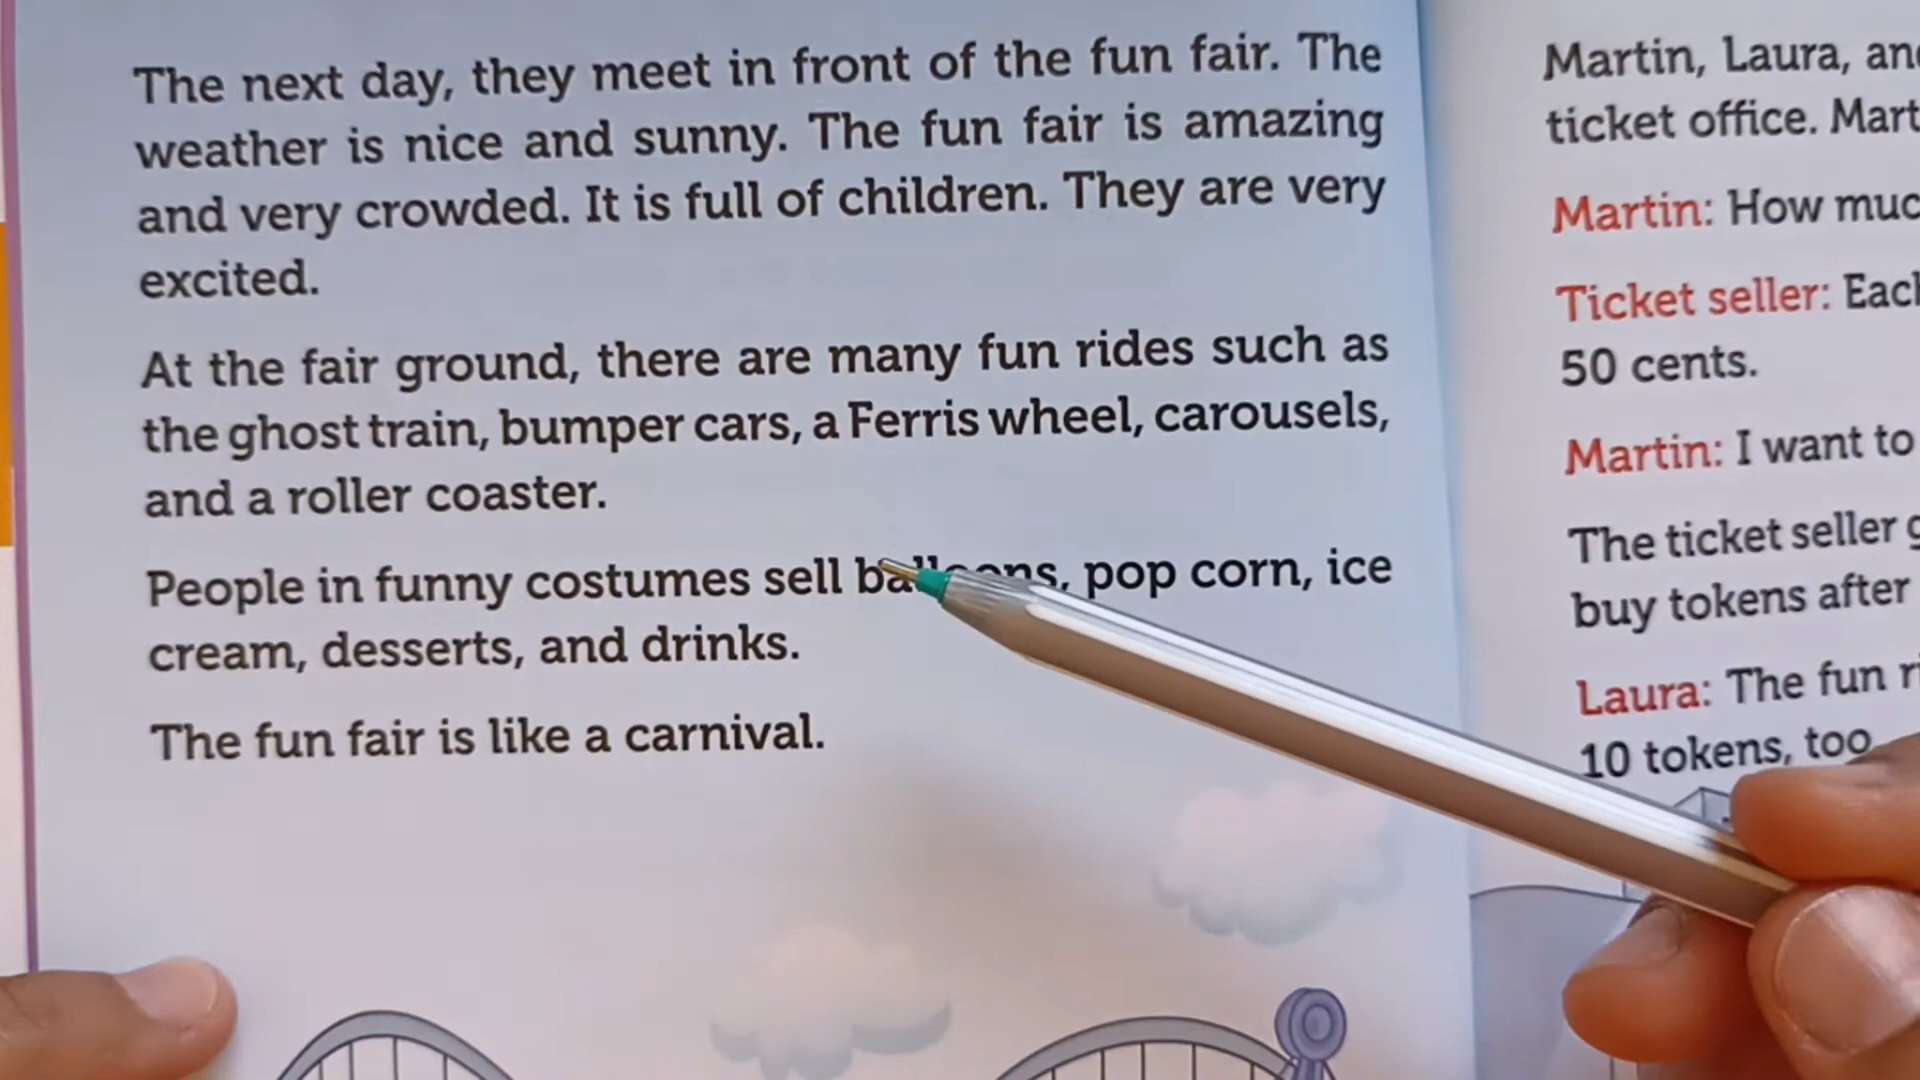 The next day, they meet in front of the fun fair. The
weather is nice and sunny. The fun fair is amazing
and very crowded. It is full of children. They are very
excited.
At the fair ground, there are many fun rides such as
the ghost train, bumper cars, a Ferris wheel, carousels,
and a roller coaster.
People in funny costumes sell balloons, pop corn, ice
cream, desserts, and drinks.
The fun fair is like a carnival.
Martin, Laura, and
ticket office.
Martin: How
Ticket seller:
50 cents.
Martin: I want to
The ticket seller
buy tokens after
Laura: The fun
10 tokens, too